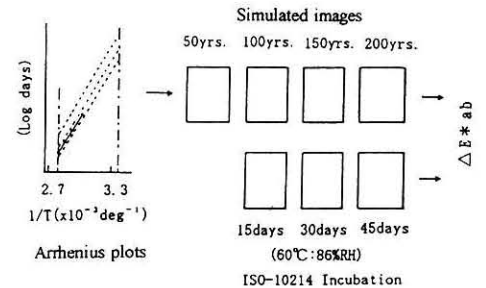 Simulated images
50yrs. 100yrs. 150yrs. 200yrs.
(Log days)
2.7 3.3
1/T(x10⁻³deg⁻¹)
Arrhenius plots
△E*ab
15days 30days 45days
(60℃:86%RH)
ISO-10214 Incubation